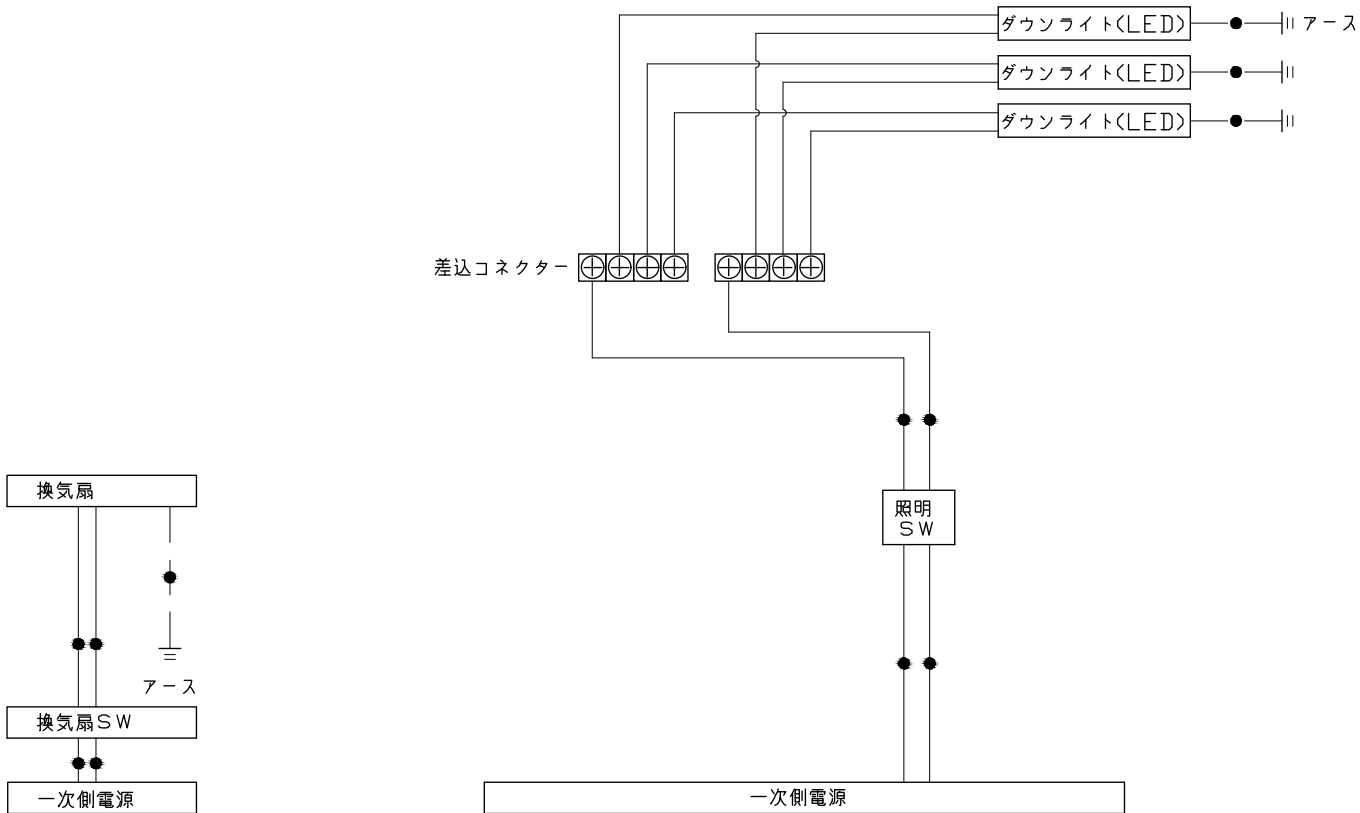 ダウンライト(LED)
アース
ダウンライト(LED)
ダウンライト(LED)
差込コネクター
照明
SW
換気扇
アース
換気扇SW
一次側電源
一次側電源